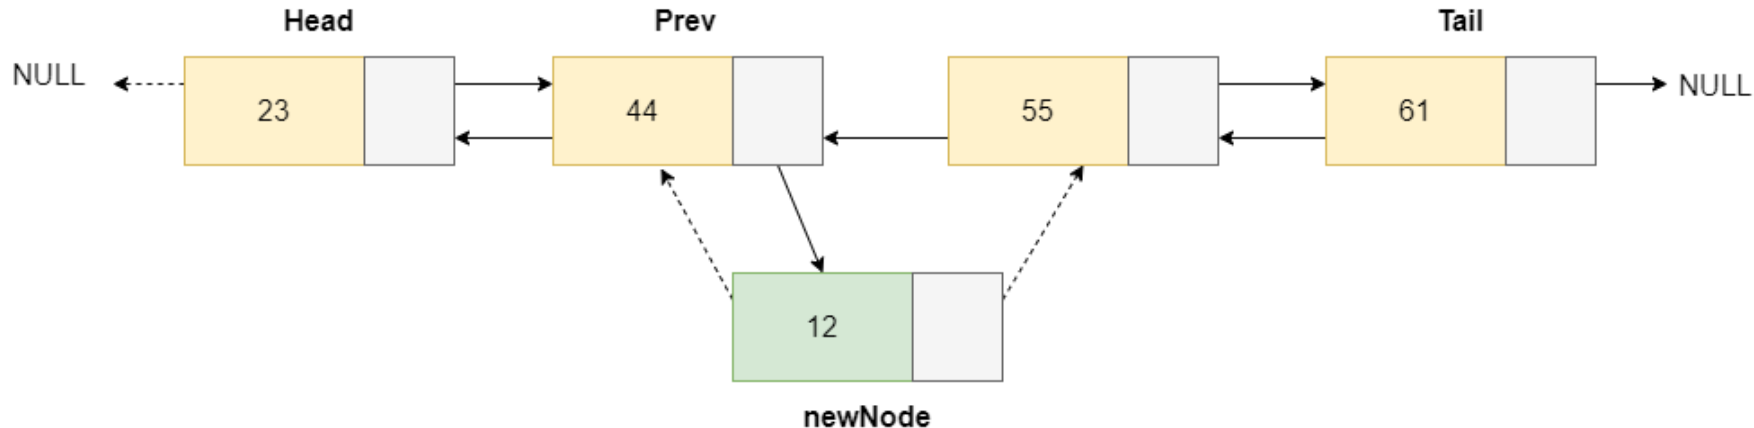 Head
Prev
Tail
NULL
23
44
55
61
NULL
12
newNode